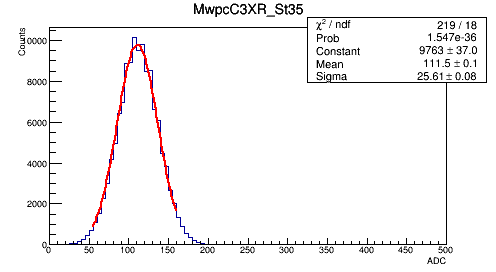 MwpcC3XR_St35
χ² / ndf 219 / 18
Prob 1.547e-36
Constant 9763 ± 37.0
Mean 111.5 ± 0.1
Sigma 25.61 ± 0.08
Counts
10000
8000
6000
4000
2000
0
0 50 100 150 200 250 300 350 400 450 500
ADC